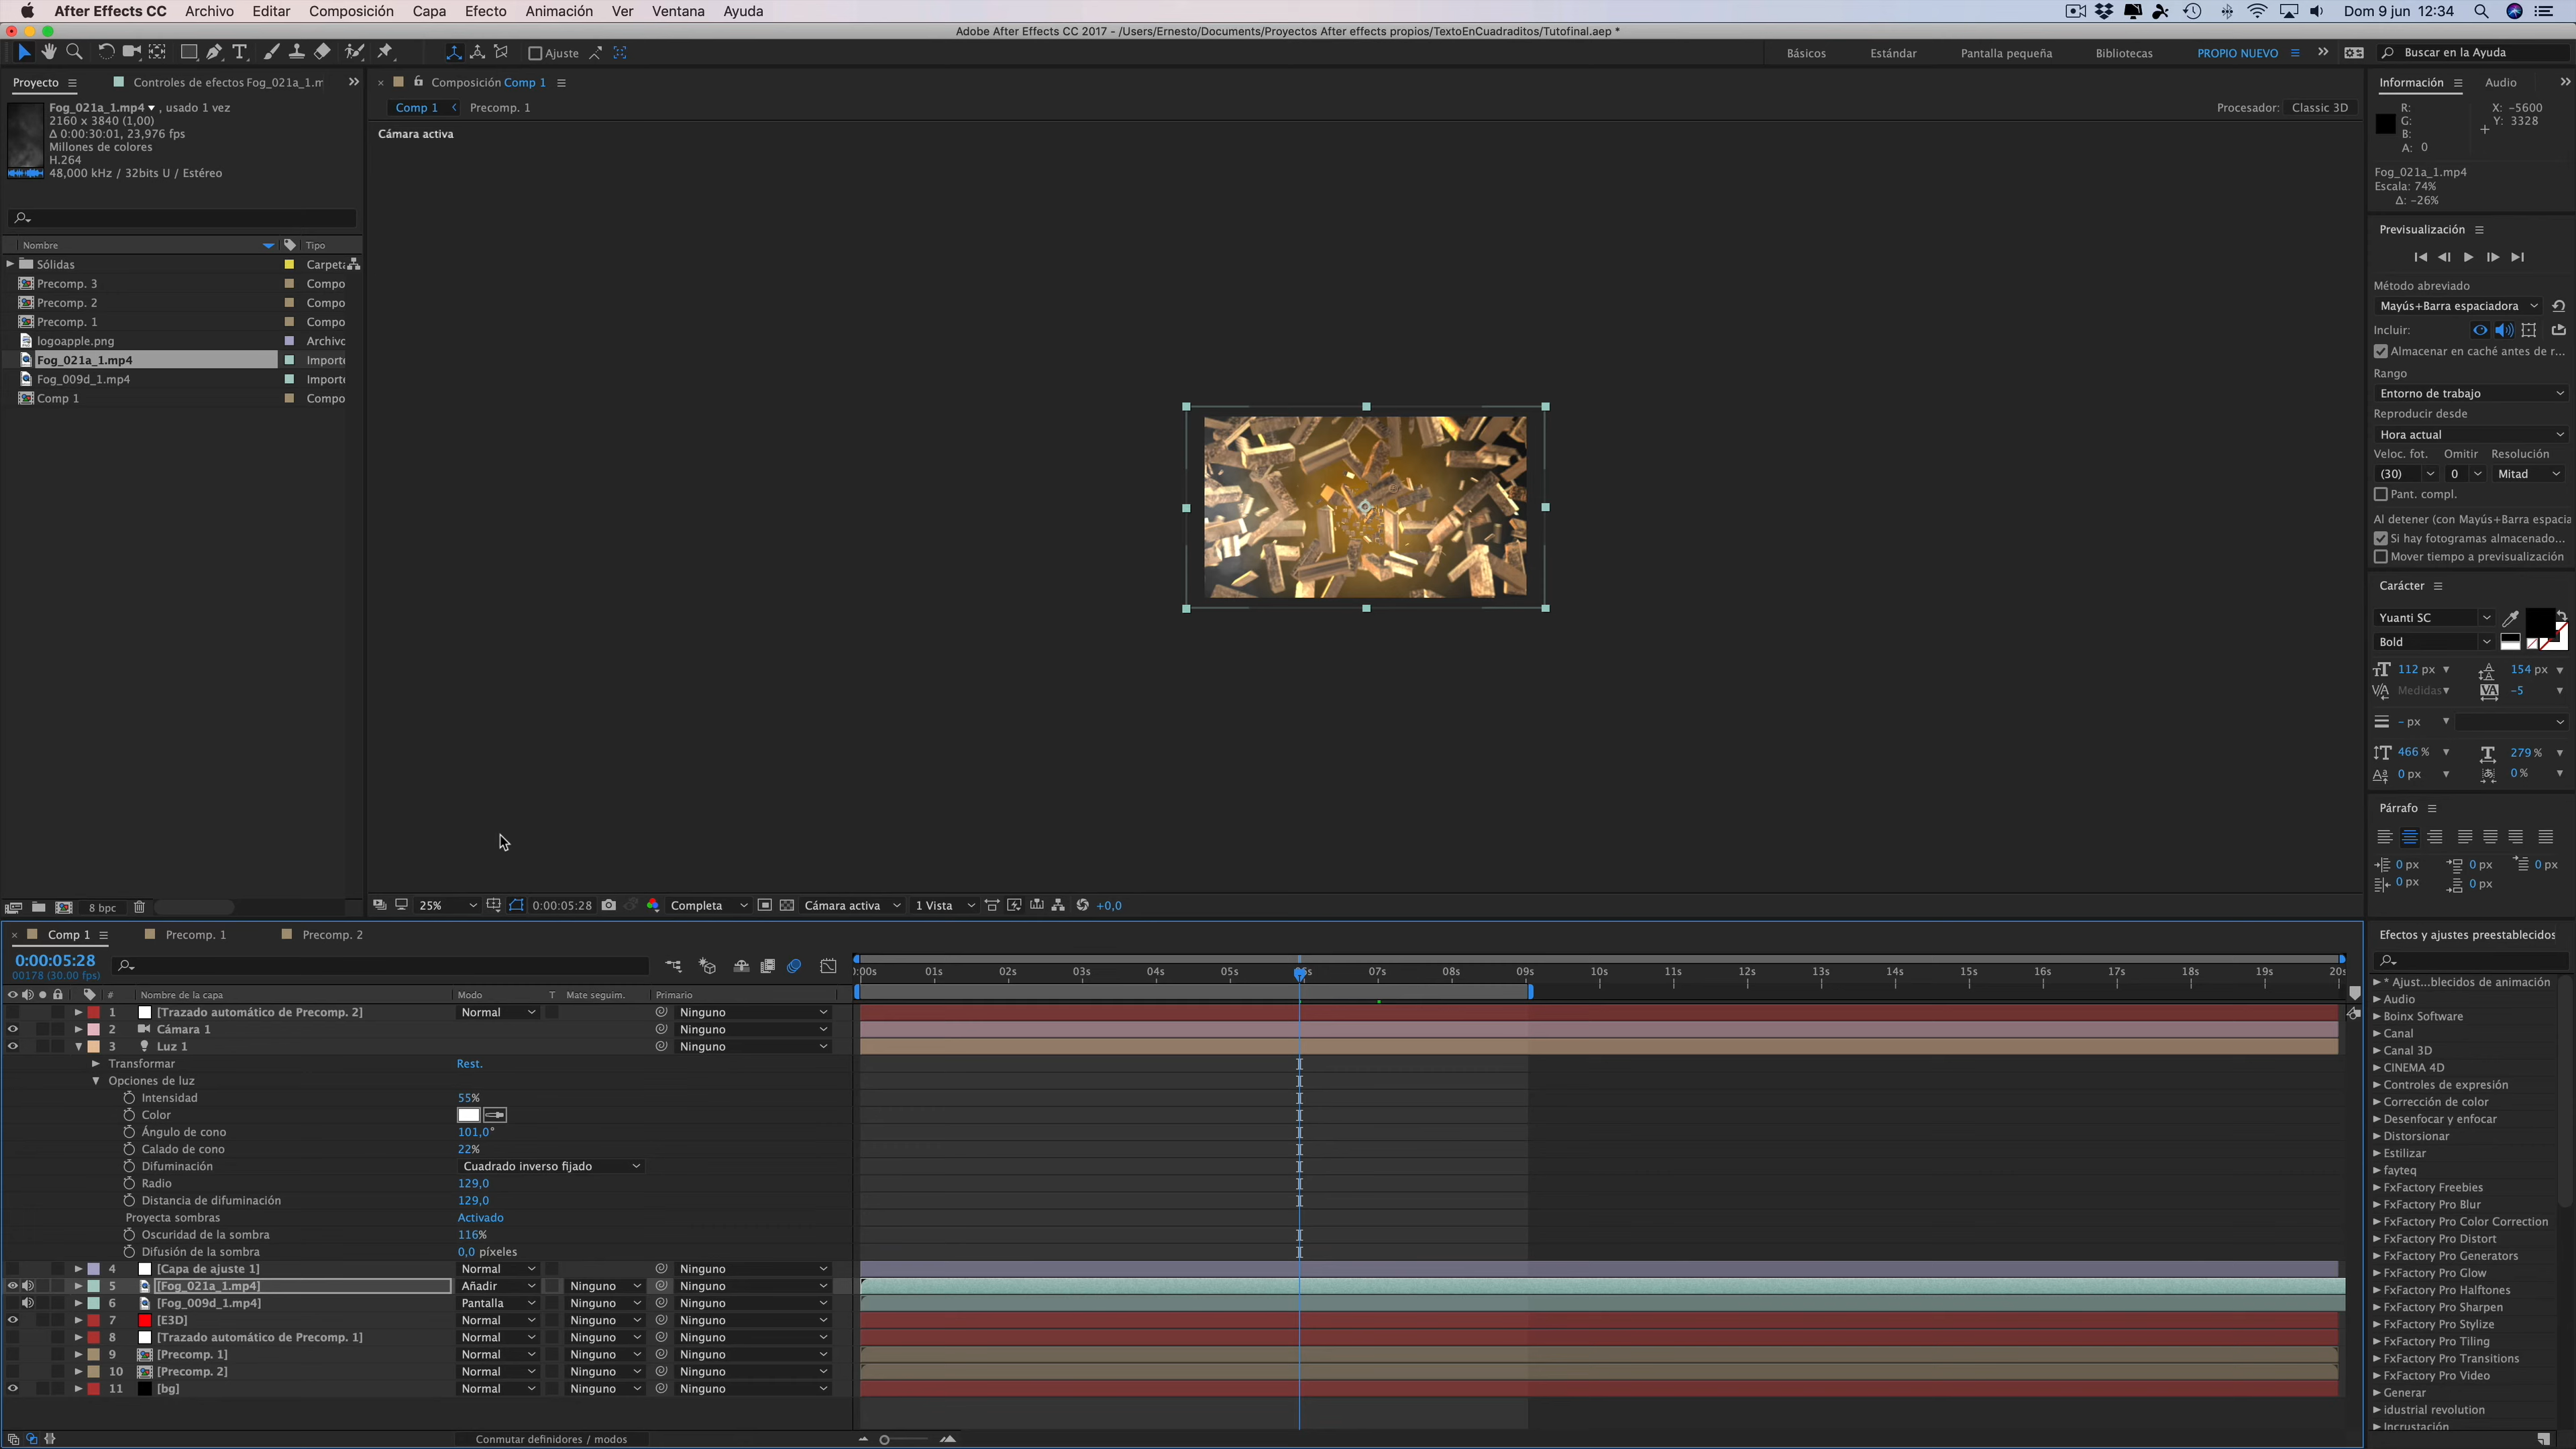 After Effects CC Archivo Editar Composición Capa Efecto Animación Ver Ventana Ayuda Dom 9 jun 12:34
Adobe After Effects CC 2017 - /Users/Ernesto/Documents/Proyectos After effects propios/TextoEnCuadraditos/Tutofinal.aep *
Ajuste Básicos Estándar Pantalla pequeña Bibliotecas PROPIO NUEVO Buscar en la Ayuda
Proyecto Controles de efectos Fog_021a_1.m
Fog_021a_1.mp4 , usado 1 vez
2160 x 3840 (1,00)
Δ 0:00:30:01, 23,976 fps
Millones de colores
H.264
48,000 kHz / 32bits U / Estéreo
Nombre Tipo
Sólidas Carpet
Precomp. 3 Compo
Precomp. 2 Compo
Precomp. 1 Compo
logoapple.png Archivo
Fog_021a_1.mp4 Import
Fog_009d_1.mp4 Import
Comp 1 Compo
8 bpc
Composición Comp 1
Comp 1 Precomp. 1
Procesador: Classic 3D
Cámara activa
25% 0:00:05:28 Completa Cámara activa 1 Vista +0,0
Información Audio
R: X: -5600
G: Y: 3328
B:
A: 0
Fog_021a_1.mp4
Escala: 74%
Δ: -26%
Previsualización
Método abreviado
Mayús+Barra espaciadora
Incluir:
Almacenar en caché antes de r...
Rango
Entorno de trabajo
Reproducir desde
Hora actual
Veloc. fot. Omitir Resolución
(30) 0 Mitad
Pant. compl.
Al detener (con Mayús+Barra espacia
Si hay fotogramas almacenado...
Mover tiempo a previsualización
Carácter
Yuanti SC
Bold
112 px 154 px
Medidas -5
- px
466 % 279 %
0 px 0 %
Párrafo
0 px 0 px 0 px
0 px 0 px
Comp 1 Precomp. 1 Precomp. 2
0:00:05:28
00178 (30.00 fps)
:00s 01s 02s 03s 04s 05s 06s 07s 08s 09s 10s 11s 12s 13s 14s 15s 16s 17s 18s 19s 20s
# Nombre de la capa Modo T Mate seguim. Primario
1 [Trazado automático de Precomp. 2] Normal Ninguno
2 Cámara 1 Ninguno
3 Luz 1 Ninguno
Transformar Rest.
Opciones de luz
Intensidad 55%
Color
Ángulo de cono 101,0°
Calado de cono 22%
Difuminación Cuadrado inverso fijado
Radio 129,0
Distancia de difuminación 129,0
Proyecta sombras Activado
Oscuridad de la sombra 116%
Difusión de la sombra 0,0 píxeles
4 [Capa de ajuste 1] Normal Ninguno
5 [Fog_021a_1.mp4] Añadir Ninguno Ninguno
6 [Fog_009d_1.mp4] Pantalla Ninguno Ninguno
7 [E3D] Normal Ninguno Ninguno
8 [Trazado automático de Precomp. 1] Normal Ninguno Ninguno
9 [Precomp. 1] Normal Ninguno Ninguno
10 [Precomp. 2] Normal Ninguno Ninguno
11 [bg] Normal Ninguno Ninguno
Conmutar definidores / modos
Efectos y ajustes preestablecidos
* Ajust...blecidos de animación
Audio
Boinx Software
Canal
Canal 3D
CINEMA 4D
Controles de expresión
Corrección de color
Desenfocar y enfocar
Distorsionar
Estilizar
fayteq
FxFactory Freebies
FxFactory Pro Blur
FxFactory Pro Color Correction
FxFactory Pro Distort
FxFactory Pro Generators
FxFactory Pro Glow
FxFactory Pro Halftones
FxFactory Pro Sharpen
FxFactory Pro Stylize
FxFactory Pro Tiling
FxFactory Pro Transitions
FxFactory Pro Video
Generar
idustrial revolution
Incrustación